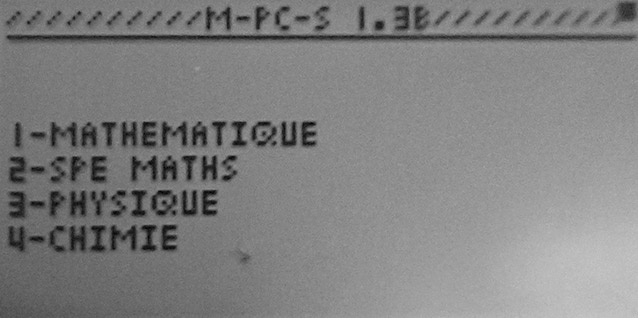 //////////M-PC-S 1.3B//////////
1-MATHEMATIQUE
2-SPE MATHS
3-PHYSIQUE
4-CHIMIE